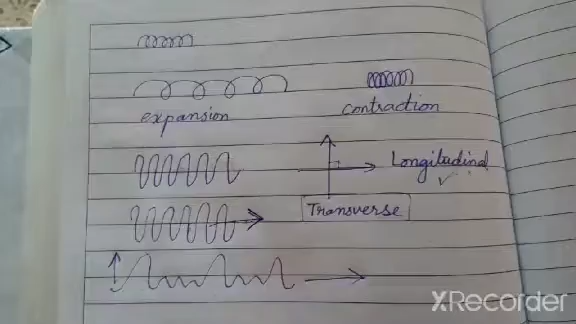 expansion
contraction
Longitudinal
Transverse
XRecorder